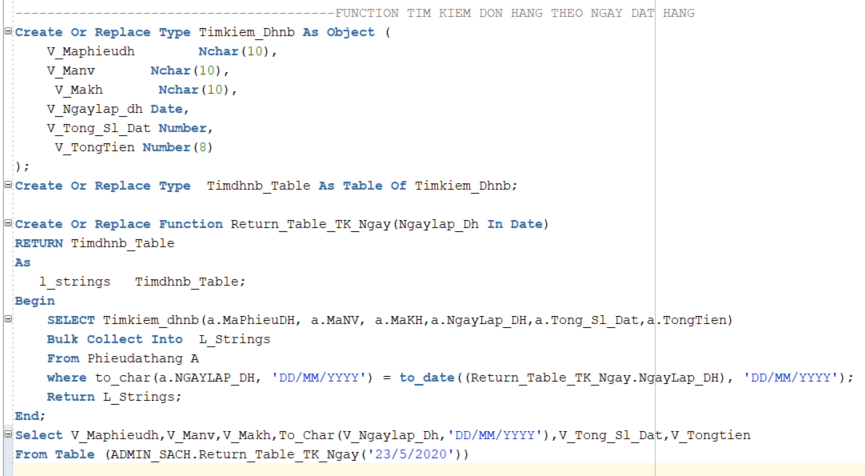 ----------------------------------------FUNCTION TIM KIEM DON HANG THEO NGAY DAT HANG
Create Or Replace Type Timkiem_Dhnb As Object (
    V_Maphieudh        Nchar(10),
    V_Manv       Nchar(10),
     V_Makh       Nchar(10),
    V_Ngaylap_dh Date,
    V_Tong_Sl_Dat Number,
     V_TongTien Number(8)
);
Create Or Replace Type  Timdhnb_Table As Table Of Timkiem_Dhnb;
Create Or Replace Function Return_Table_TK_Ngay(Ngaylap_Dh In Date)
RETURN Timdhnb_Table
As
   l_strings   Timdhnb_Table;
Begin
    SELECT Timkiem_dhnb(a.MaPhieuDH, a.MaNV, a.MaKH,a.NgayLap_DH,a.Tong_Sl_Dat,a.TongTien)
    Bulk Collect Into  L_Strings
    From Phieudathang A
    where to_char(a.NGAYLAP_DH, 'DD/MM/YYYY') = to_date((Return_Table_TK_Ngay.NgayLap_DH), 'DD/MM/YYYY');
    Return L_Strings;
End;
Select V_Maphieudh,V_Manv,V_Makh,To_Char(V_Ngaylap_Dh,'DD/MM/YYYY'),V_Tong_Sl_Dat,V_Tongtien
From Table (ADMIN_SACH.Return_Table_TK_Ngay('23/5/2020'))